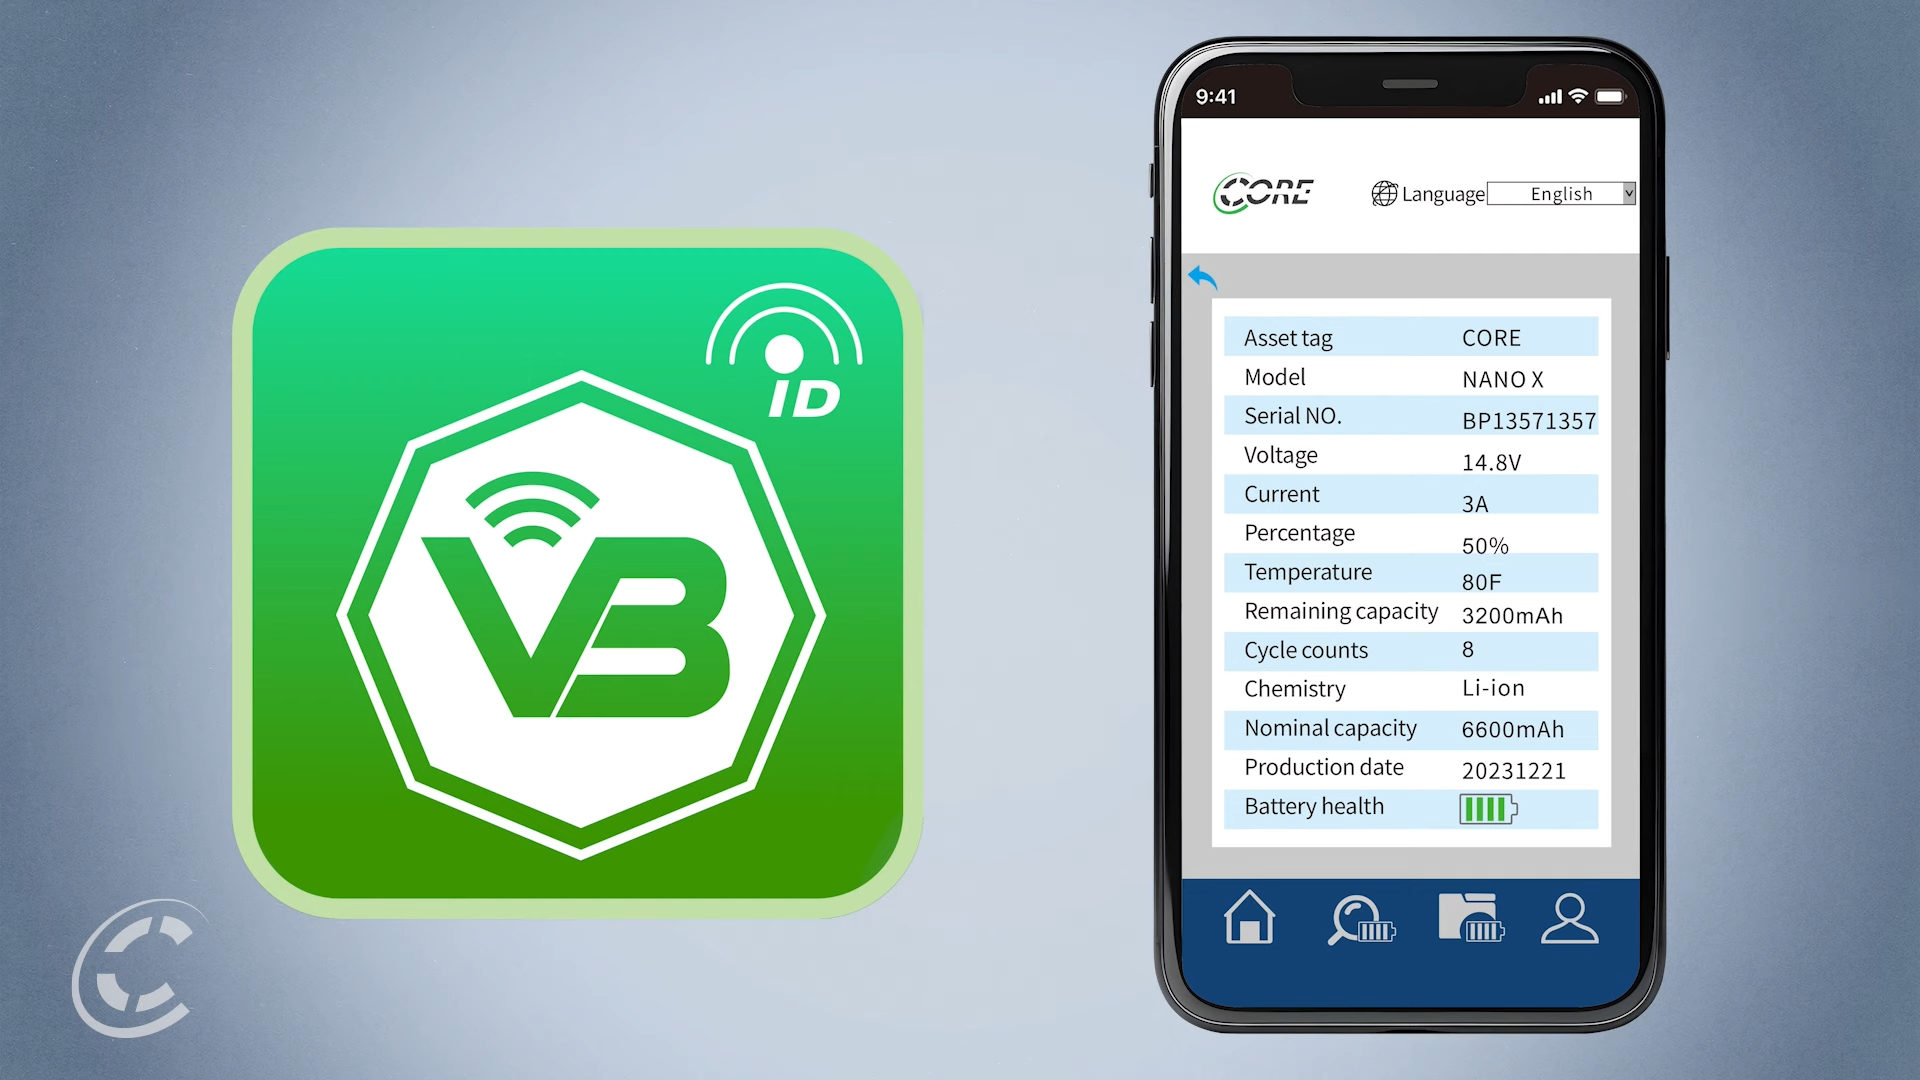 ID
VB
9:41
CORE
Language English
Asset tag CORE
Model NANO X
Serial NO. BP13571357
Voltage 14.8V
Current 3A
Percentage 50%
Temperature 80F
Remaining capacity 3200mAh
Cycle counts 8
Chemistry Li-ion
Nominal capacity 6600mAh
Production date 20231221
Battery health